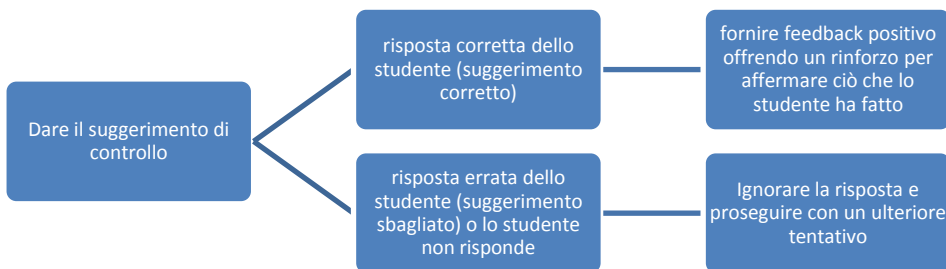 Dare il suggerimento di
controllo
risposta corretta dello
studente (suggerimento
corretto)
fornire feedback positivo
offrendo un rinforzo per
affermare ciò che lo
studente ha fatto
risposta errata dello
studente (suggerimento
sbagliato) o lo studente
non risponde
Ignorare la risposta e
proseguire con un ulteriore
tentativo